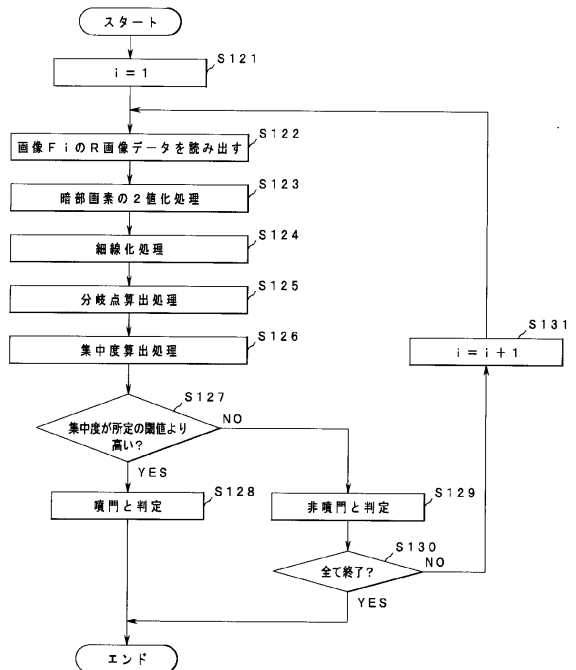 スタート
S121
i=1
S122
画像FiのR画像データを読み出す
S123
暗部画素の2値化処理
S124
細線化処理
S125
分岐点算出処理
S126
集中度算出処理
S131
i=i+1
S127
集中度が所定の閾値より
高い?
NO
YES
S128
噴門と判定
S129
非噴門と判定
S130
全て終了?
NO
YES
エンド